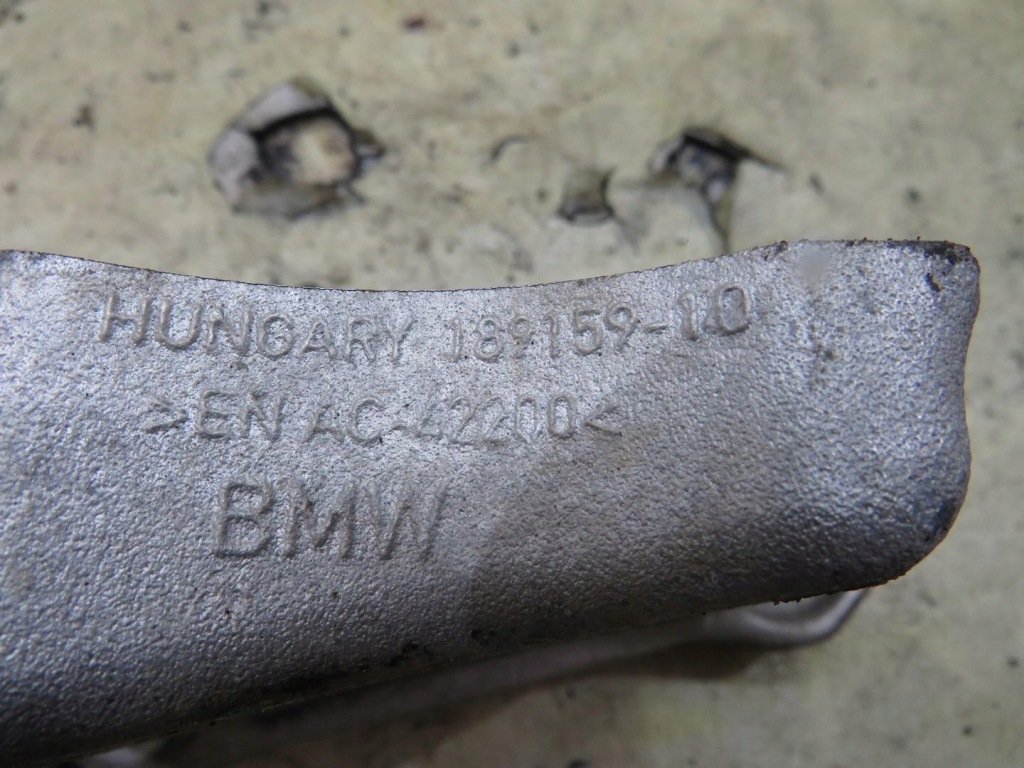 HUNGARY 189159-10
>EN AC-42200<
BMW